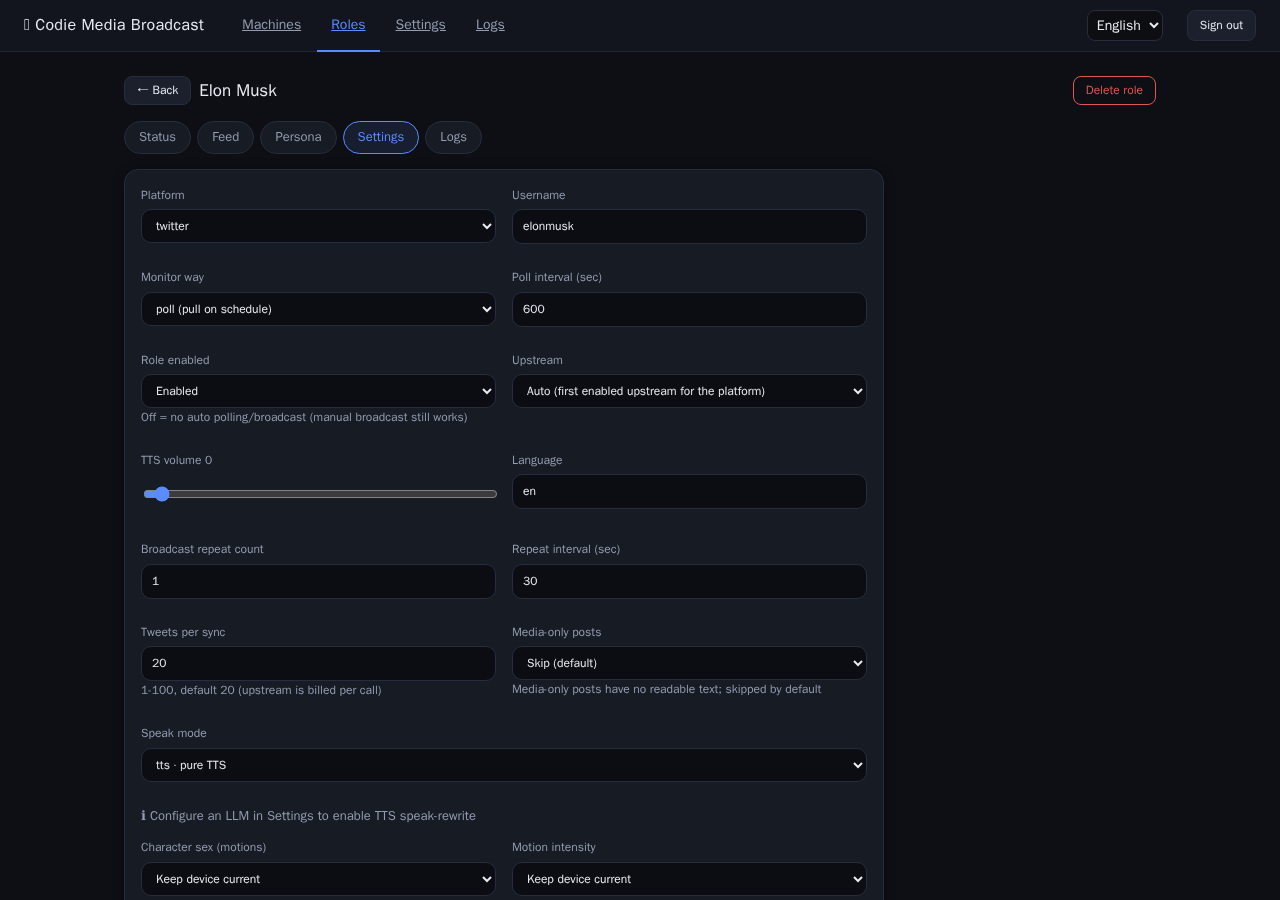 Codie Media Broadcast Machines Roles Settings Logs English Sign out
← Back Elon Musk Delete role
Status Feed Persona Settings Logs
Platform Username
twitter elonmusk
Monitor way Poll interval (sec)
poll (pull on schedule) 600
Role enabled Upstream
Enabled Auto (first enabled upstream for the platform)
Off = no auto polling/broadcast (manual broadcast still works)
TTS volume 0 Language
en
Broadcast repeat count Repeat interval (sec)
1 30
Tweets per sync Media-only posts
20 Skip (default)
1-100, default 20 (upstream is billed per call) Media-only posts have no readable text; skipped by default
Speak mode
tts · pure TTS
ℹ Configure an LLM in Settings to enable TTS speak-rewrite
Character sex (motions) Motion intensity
Keep device current Keep device current